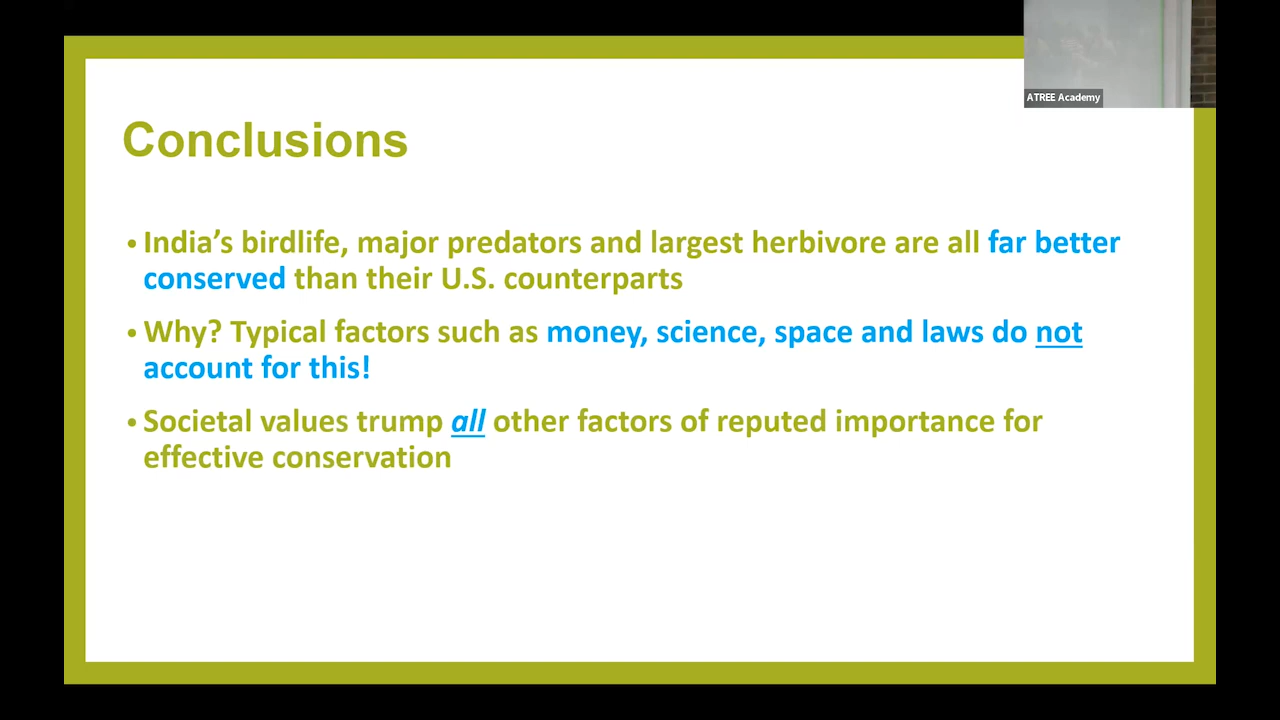 ATREE Academy
Conclusions
• India's birdlife, major predators and largest herbivore are all far better
conserved than their U.S. counterparts
• Why? Typical factors such as money, science, space and laws do not
account for this!
• Societal values trump all other factors of reputed importance for
effective conservation